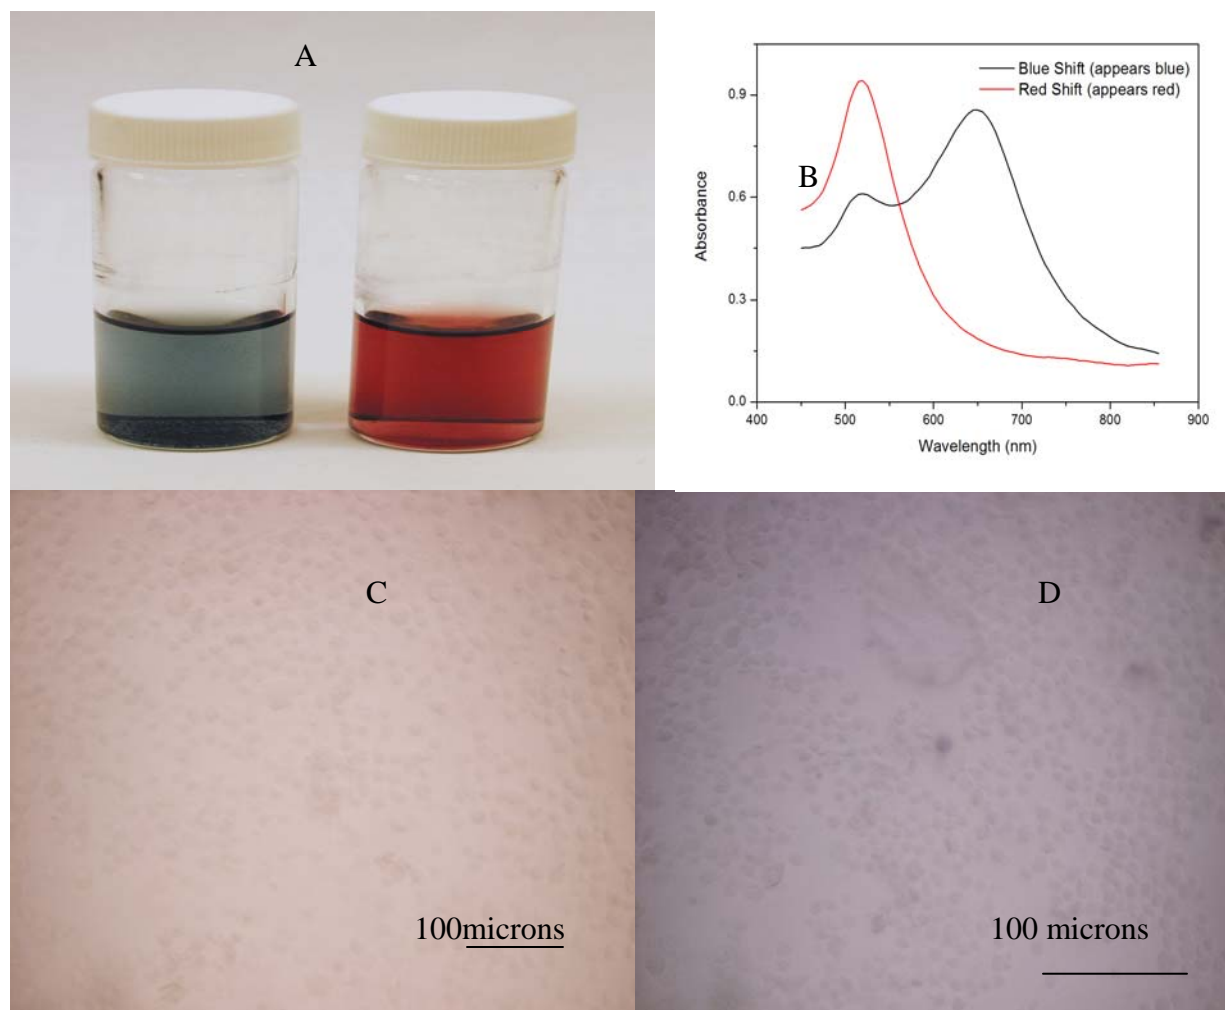 A
Blue Shift (appears blue)
Red Shift (appears red)
B
Absorbance
0.9
0.6
0.3
0.0
400 500 600 700 800 900
Wavelength (nm)
C
D
100microns
100 microns